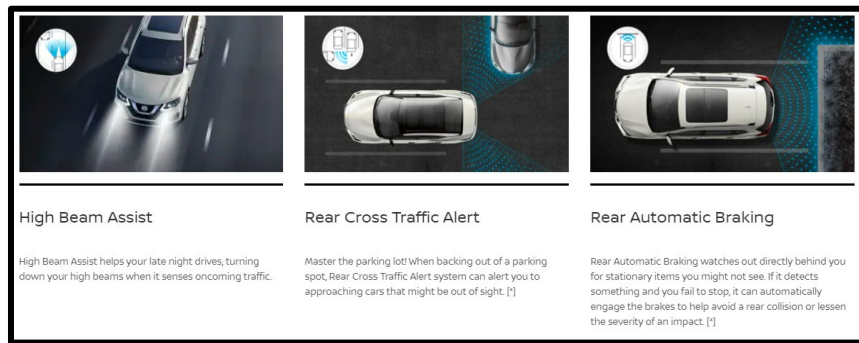 High Beam Assist
High Beam Assist helps your late night drives, turning
down your high beams when it senses oncoming traffic.
Rear Cross Traffic Alert
Master the parking lot! When backing out of a parking
spot, Rear Cross Traffic Alert system can alert you to
approaching cars that might be out of sight. [*]
Rear Automatic Braking
Rear Automatic Braking watches out directly behind you
for stationary items you might not see. If it detects
something and you fail to stop, it can automatically
engage the brakes to help avoid a rear collision or lessen
the severity of an impact. [*]